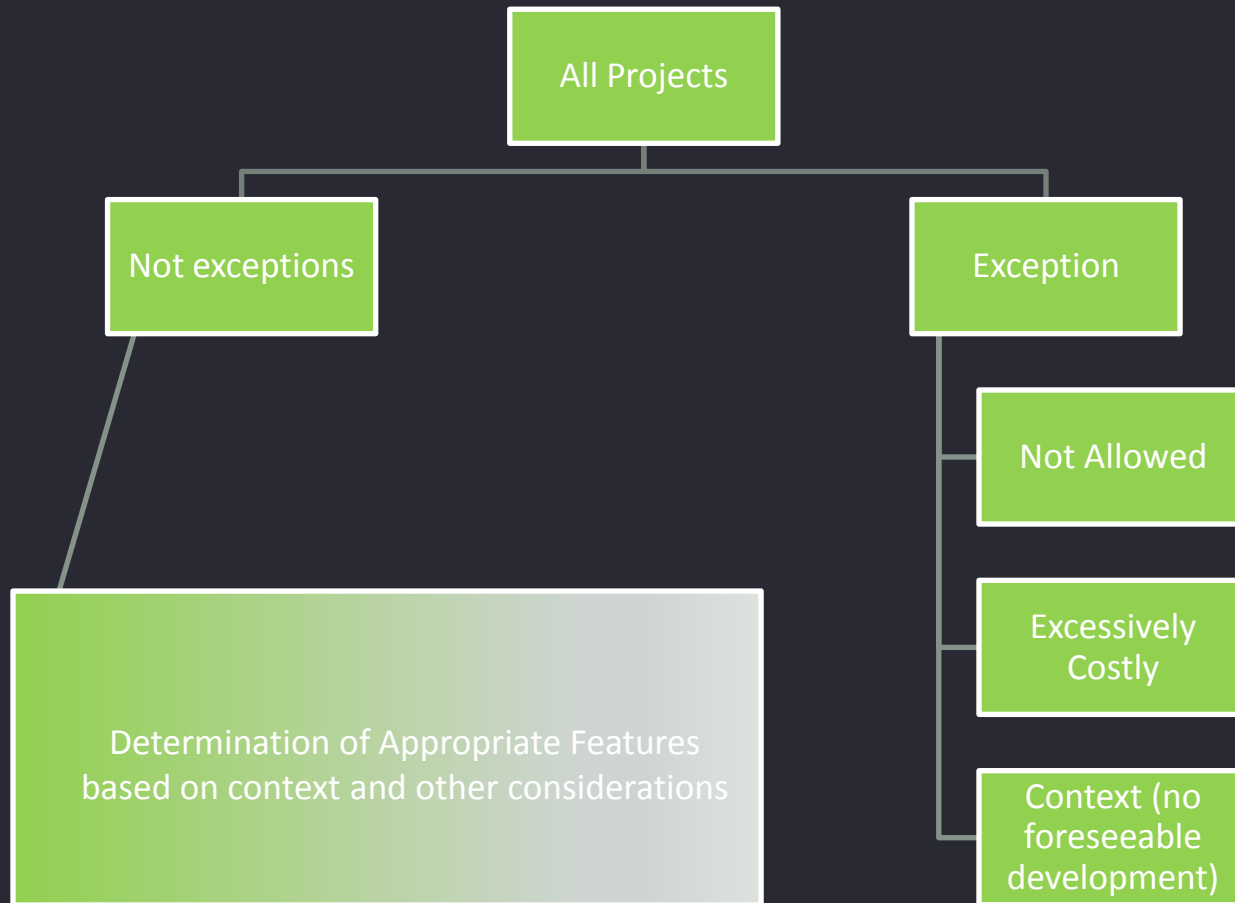 All Projects
Not exceptions
Exception
Not Allowed
Excessively
Costly
Determination of Appropriate Features
based on context and other considerations
Context (no
foreseeable
development)